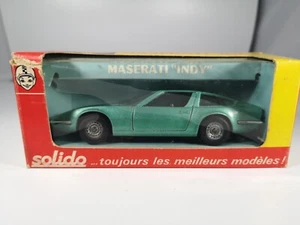 MASERATI "INDY"
solido ...toujours les meilleurs modèles!